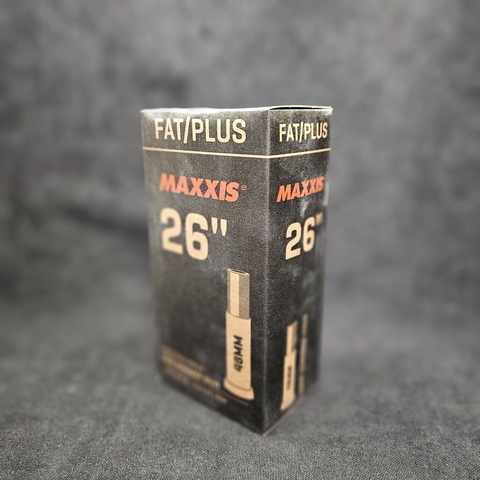 FAT/PLUS
MAXXIS®
26"
48MM
FAT/PLUS
MAXXIS
26"